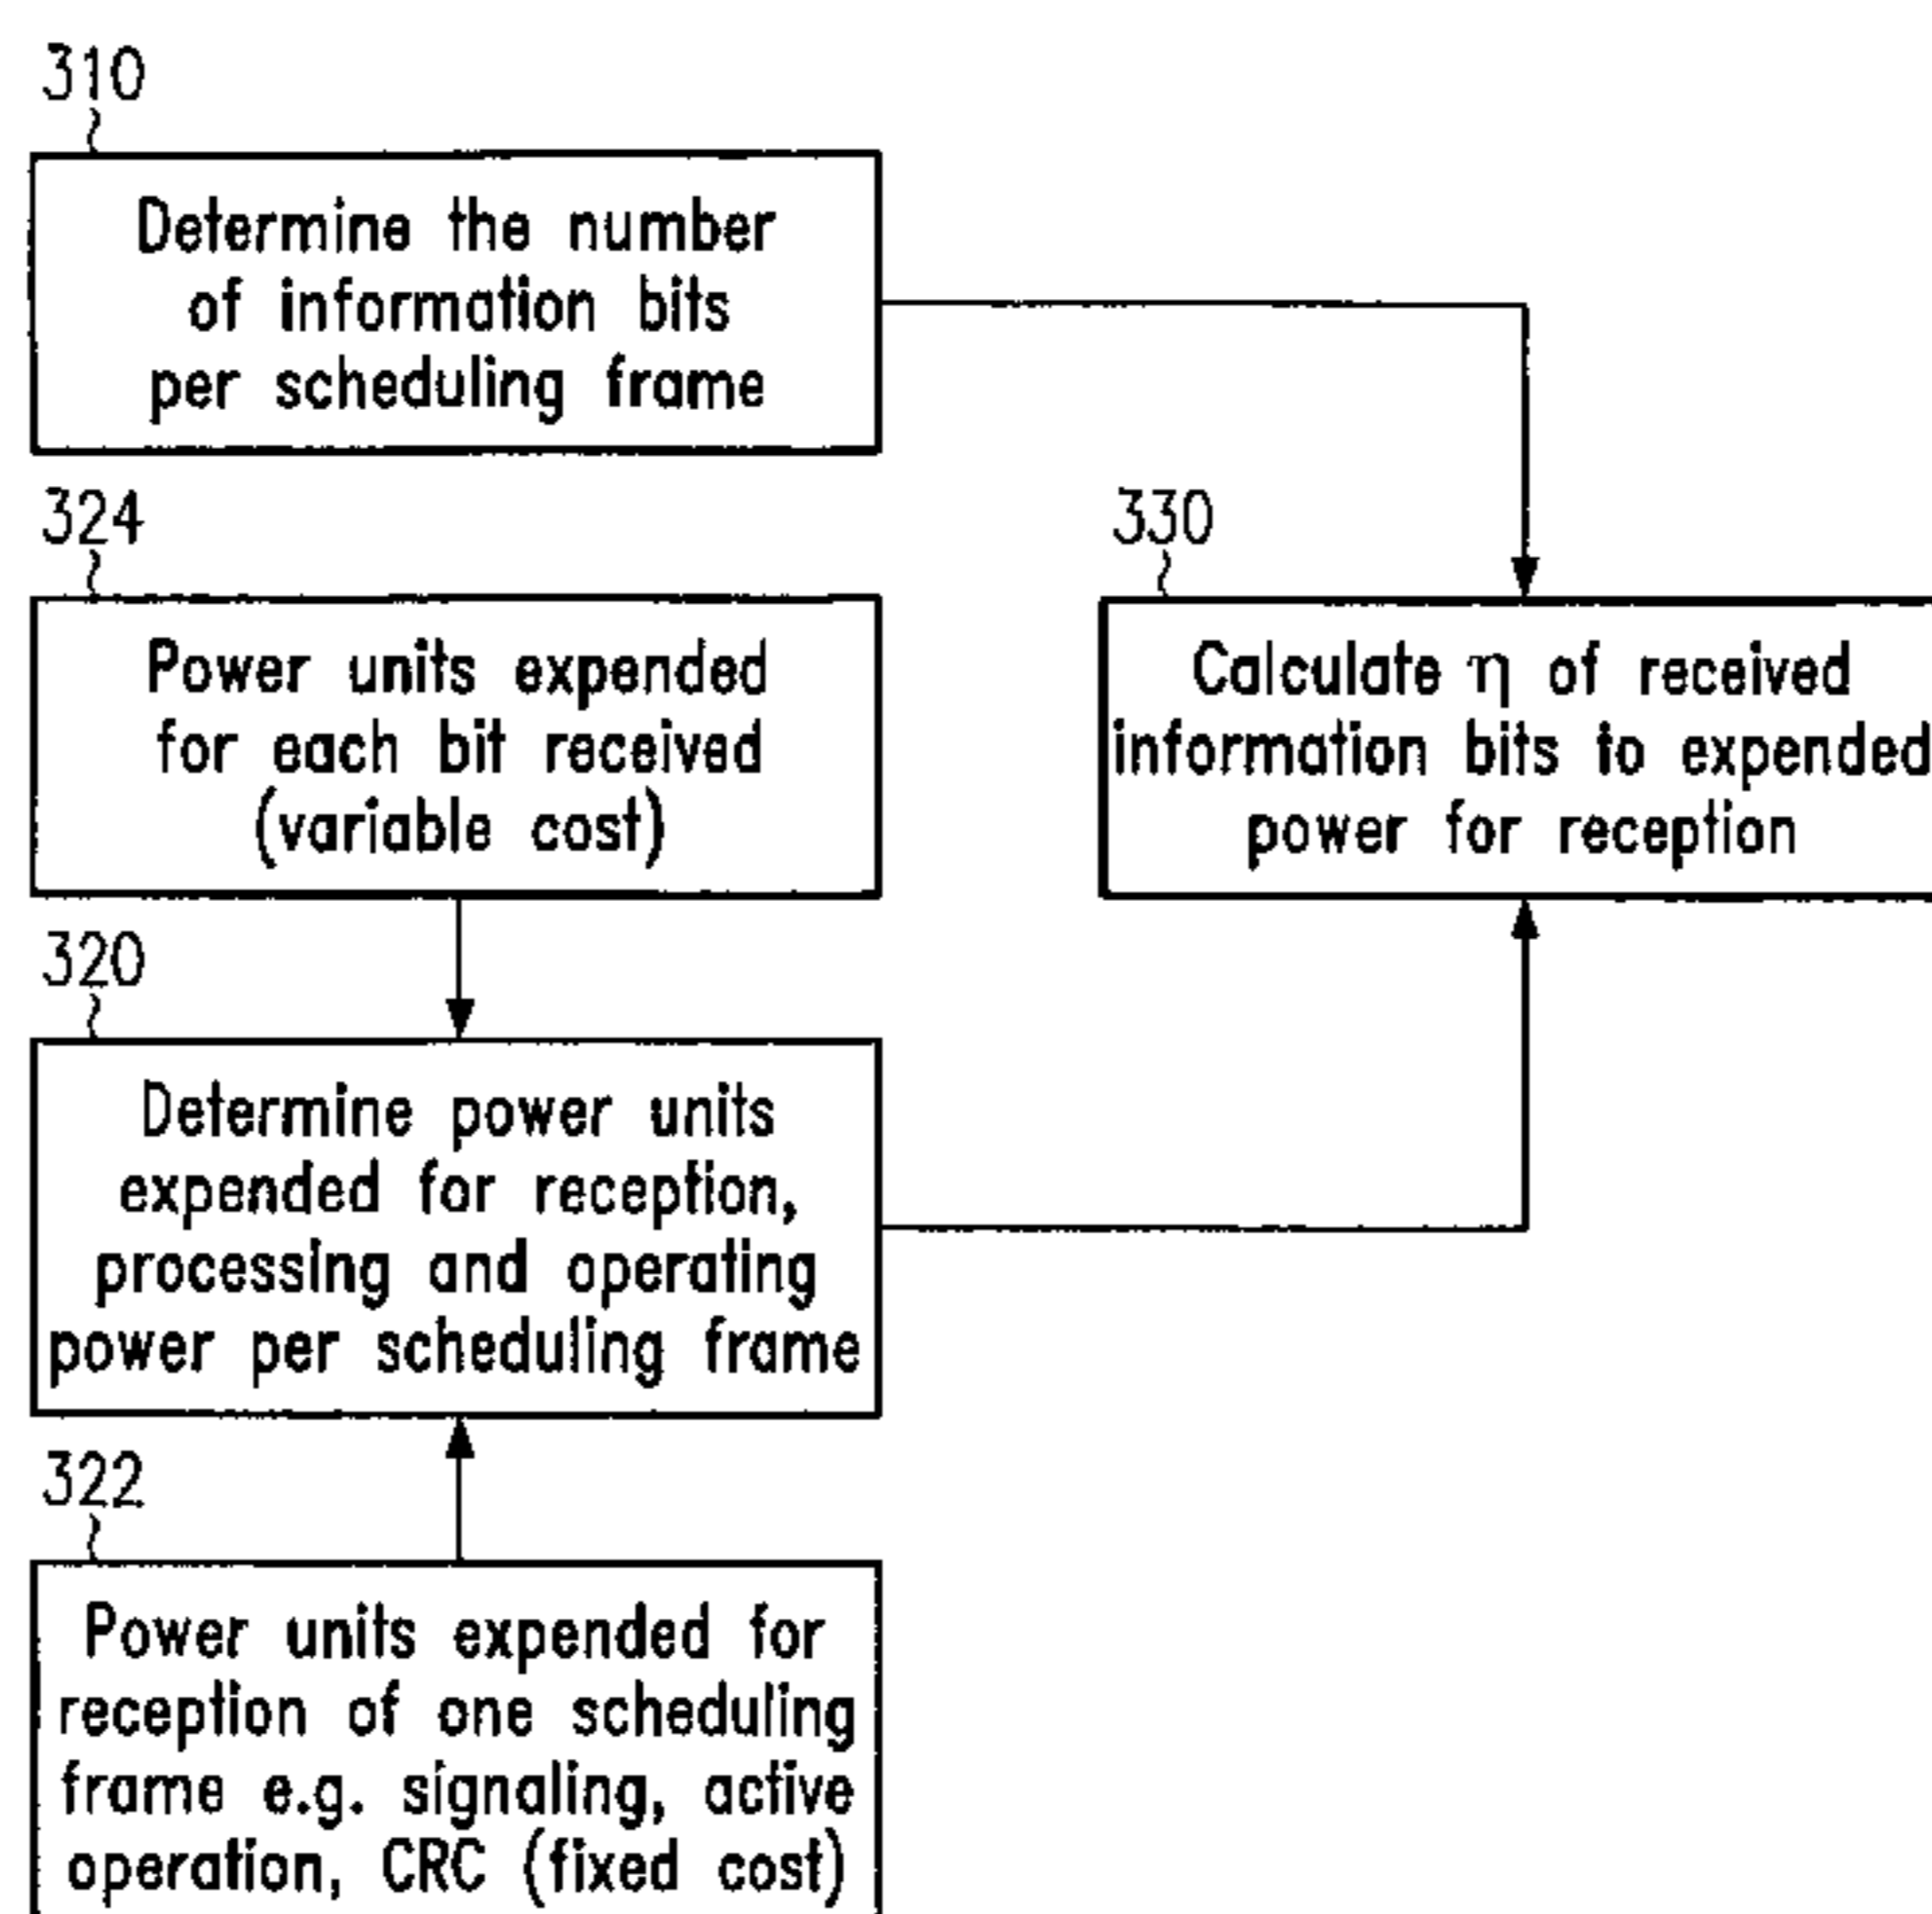 310
Determine the number
of information bits
per scheduling frame
324
Power units expended
for each bit received
(variable cost)
330
Calculate η of received
information bits to expended
power for reception
320
Determine power units
expended for reception,
processing and operating
power per scheduling frame
322
Power units expended for
reception of one scheduling
frame e.g. signaling, active
operation, CRC (fixed cost)